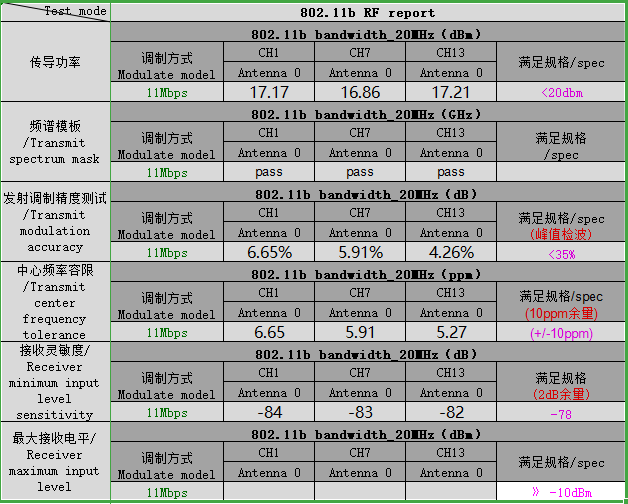 Test mode
802.11b RF report
传导功率
调制方式
Modulate model
802.11b bandwidth_20MHz（dBm）
CH1 CH7 CH13
Antenna 0 Antenna 0 Antenna 0
满足规格/spec
11Mbps 17.17 16.86 17.21 <20dbm
频谱模板
/Transmit
spectrum mask
调制方式
Modulate model
802.11b bandwidth_20MHz（GHz）
CH1 CH7 CH13
Antenna 0 Antenna 0 Antenna 0
满足规格
/spec
11Mbps pass pass pass
发射调制精度测试
/Transmit
modulation
accuracy
调制方式
Modulate model
802.11b bandwidth_20MHz（dB）
CH1 CH7 CH13
Antenna 0 Antenna 0 Antenna 0
满足规格/spec
(峰值检波)
11Mbps 6.65% 5.91% 4.26% <35%
中心频率容限
/Transmit
center
frequency
tolerance
调制方式
Modulate model
802.11b bandwidth_20MHz（ppm）
CH1 CH7 CH13
Antenna 0 Antenna 0 Antenna 0
满足规格/spec
(10ppm余量)
11Mbps 6.65 5.91 5.27 (+/-10ppm)
接收灵敏度/
Receiver
minimum input
level
sensitivity
调制方式
Modulate model
802.11b bandwidth_20MHz（dB）
CH1 CH7 CH13
Antenna 0 Antenna 0 Antenna 0
满足规格
(2dB余量)
11Mbps -84 -83 -82 -78
最大接收电平/
Receiver
maximum input
level
调制方式
Modulate model
802.11b bandwidth_20MHz（dBm）
CH1 CH7 CH13
Antenna 0 Antenna 0 Antenna 0
满足规格/spec
11Mbps 》 -10dBm